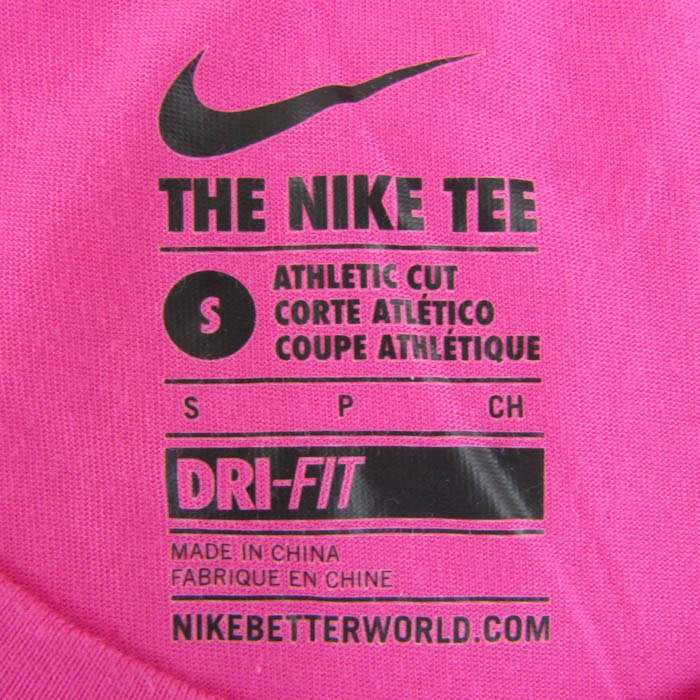 THE NIKE TEE
S
ATHLETIC CUT
CORTE ATLÉTICO
COUPE ATHLÉTIQUE
S P CH
DRI-FIT
MADE IN CHINA
FABRIQUE EN CHINE
NIKEBETTERWORLD.COM